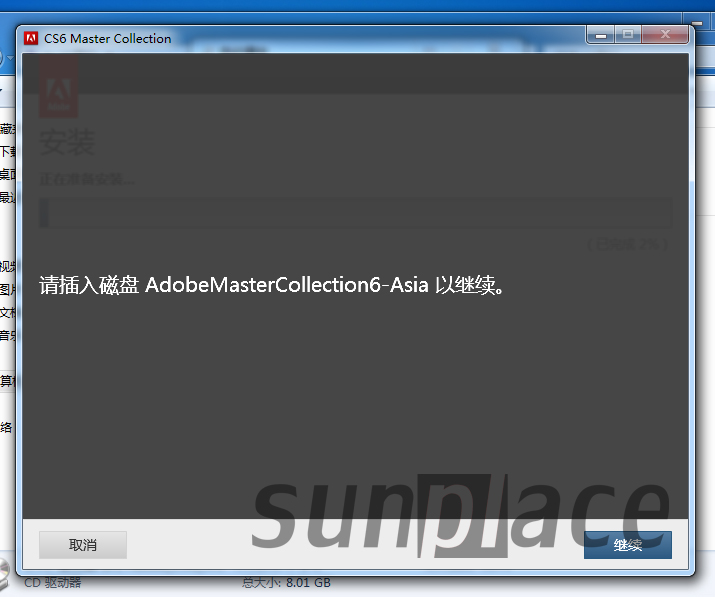 CS6 Master Collection
安装
正在准备安装...
请插入磁盘 AdobeMasterCollection6-Asia 以继续。
sunplace
取消
继续
CD 驱动器
总大小: 8.01 GB